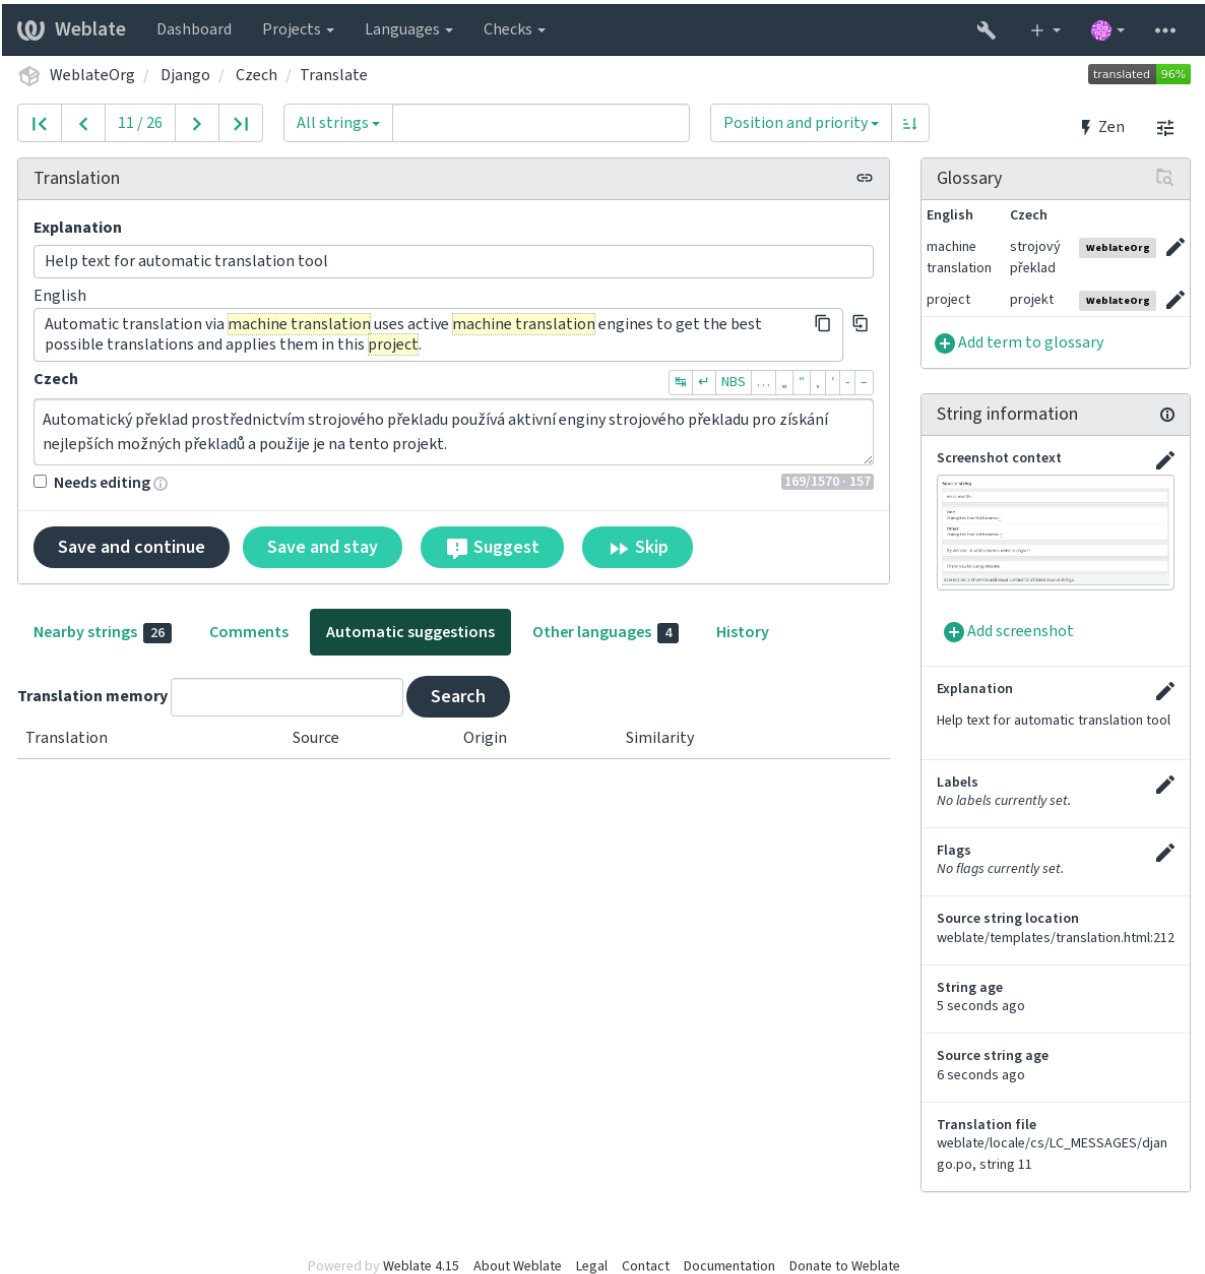 Weblate Dashboard Projects Languages Checks
WeblateOrg / Django / Czech / Translate
translated 96%
11 / 26 All strings Position and priority Zen
Translation
Explanation
Help text for automatic translation tool
English
Automatic translation via machine translation uses active machine translation engines to get the best
possible translations and applies them in this project.
Czech
NBS … „ “ ‚ ‘ - –
Automatický překlad prostřednictvím strojového překladu používá aktivní enginy strojového překladu pro získání
nejlepších možných překladů a použije je na tento projekt.
Needs editing
169/1570 · 157
Save and continue Save and stay Suggest Skip
Nearby strings 26 Comments Automatic suggestions Other languages 4 History
Translation memory Search
Translation Source Origin Similarity
Glossary
English Czech
machine translation strojový překlad WeblateOrg
project projekt WeblateOrg
Add term to glossary
String information
Screenshot context
Add screenshot
Explanation
Help text for automatic translation tool
Labels
No labels currently set.
Flags
No flags currently set.
Source string location
weblate/templates/translation.html:212
String age
5 seconds ago
Source string age
6 seconds ago
Translation file
weblate/locale/cs/LC_MESSAGES/djan
go.po, string 11
Powered by Weblate 4.15 About Weblate Legal Contact Documentation Donate to Weblate